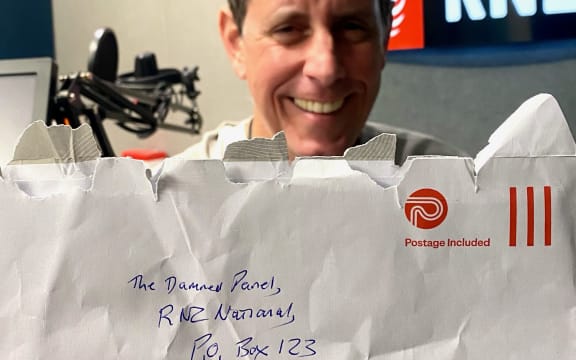 RNZ
Postage Included
The Damned Panel,
RNZ National,
P.O. Box 123